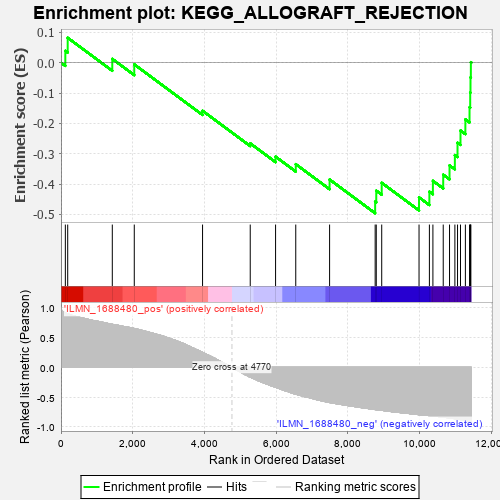 Enrichment plot: KEGG_ALLOGRAFT_REJECTION
Enrichment score (ES)
0.1
0.0
-0.1
-0.2
-0.3
-0.4
-0.5
Ranked list metric (Pearson)
1.0
0.5
0.0
-0.5
-1.0
'ILMN_1688480_pos' (positively correlated)
Zero cross at 4770
'ILMN_1688480_neg' (negatively correlated)
0 2,000 4,000 6,000 8,000 10,000 12,000
Rank in Ordered Dataset
Enrichment profile Hits Ranking metric scores